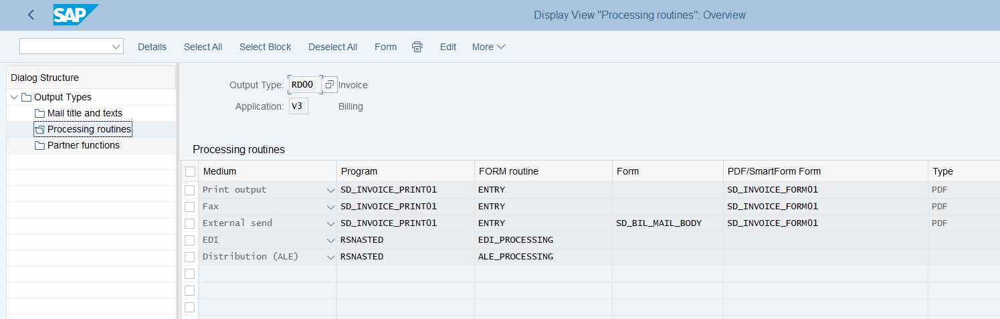 SAP Display View "Processing routines": Overview
Details Select All Select Block Deselect All Form Edit More
Dialog Structure
Output Types
Mail title and texts
Processing routines
Partner functions
Output Type: RD00 Invoice
Application: V3 Billing
Processing routines
Medium Program FORM routine Form PDF/SmartForm Form Type
Print output SD_INVOICE_PRINT01 ENTRY SD_INVOICE_FORM01 PDF
Fax SD_INVOICE_PRINT01 ENTRY SD_INVOICE_FORM01 PDF
External send SD_INVOICE_PRINT01 ENTRY SD_BIL_MAIL_BODY SD_INVOICE_FORM01 PDF
EDI RSNASTED EDI_PROCESSING
Distribution (ALE) RSNASTED ALE_PROCESSING